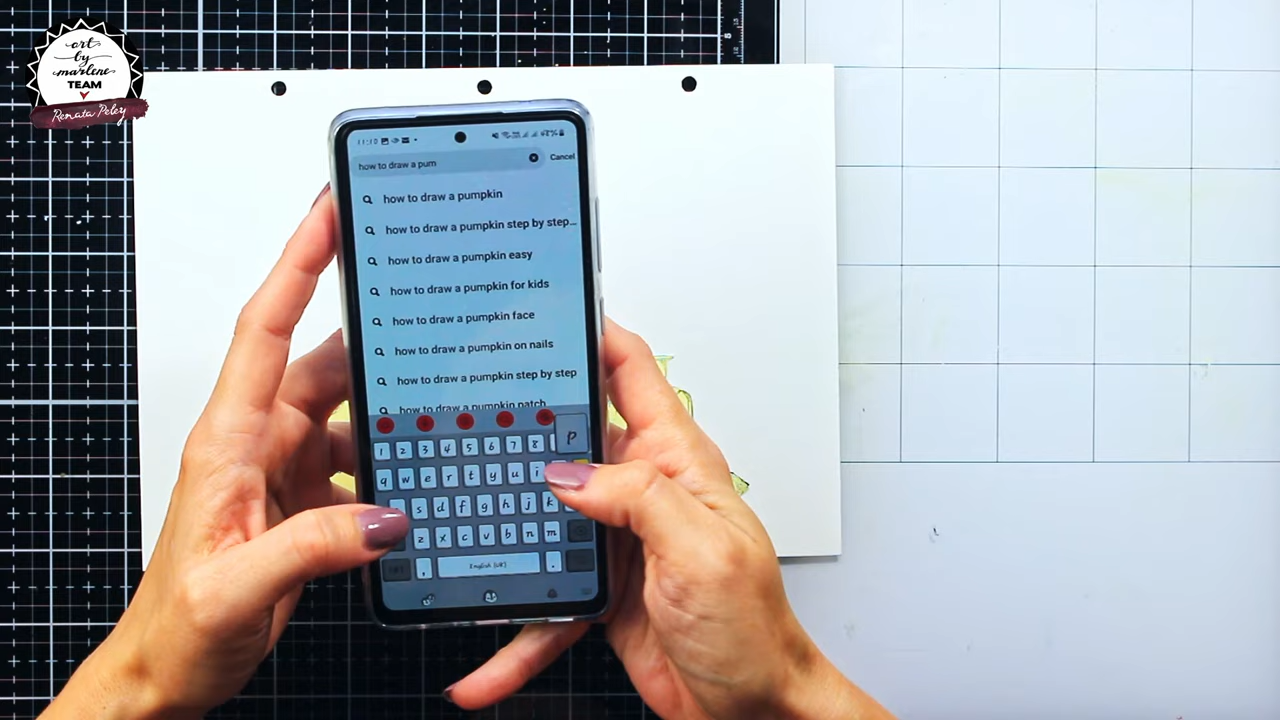 art
by
marlene
TEAM
Renata Peley
11:10
how to draw a pum
Cancel
how to draw a pumpkin
how to draw a pumpkin step by step...
how to draw a pumpkin easy
how to draw a pumpkin for kids
how to draw a pumpkin face
how to draw a pumpkin on nails
how to draw a pumpkin step by step
how to draw a pumpkin patch
p
1 2 3 4 5 6 7 8
q w e r t y u i
s d f g h j k
z x c v b n m
, English (UK) .